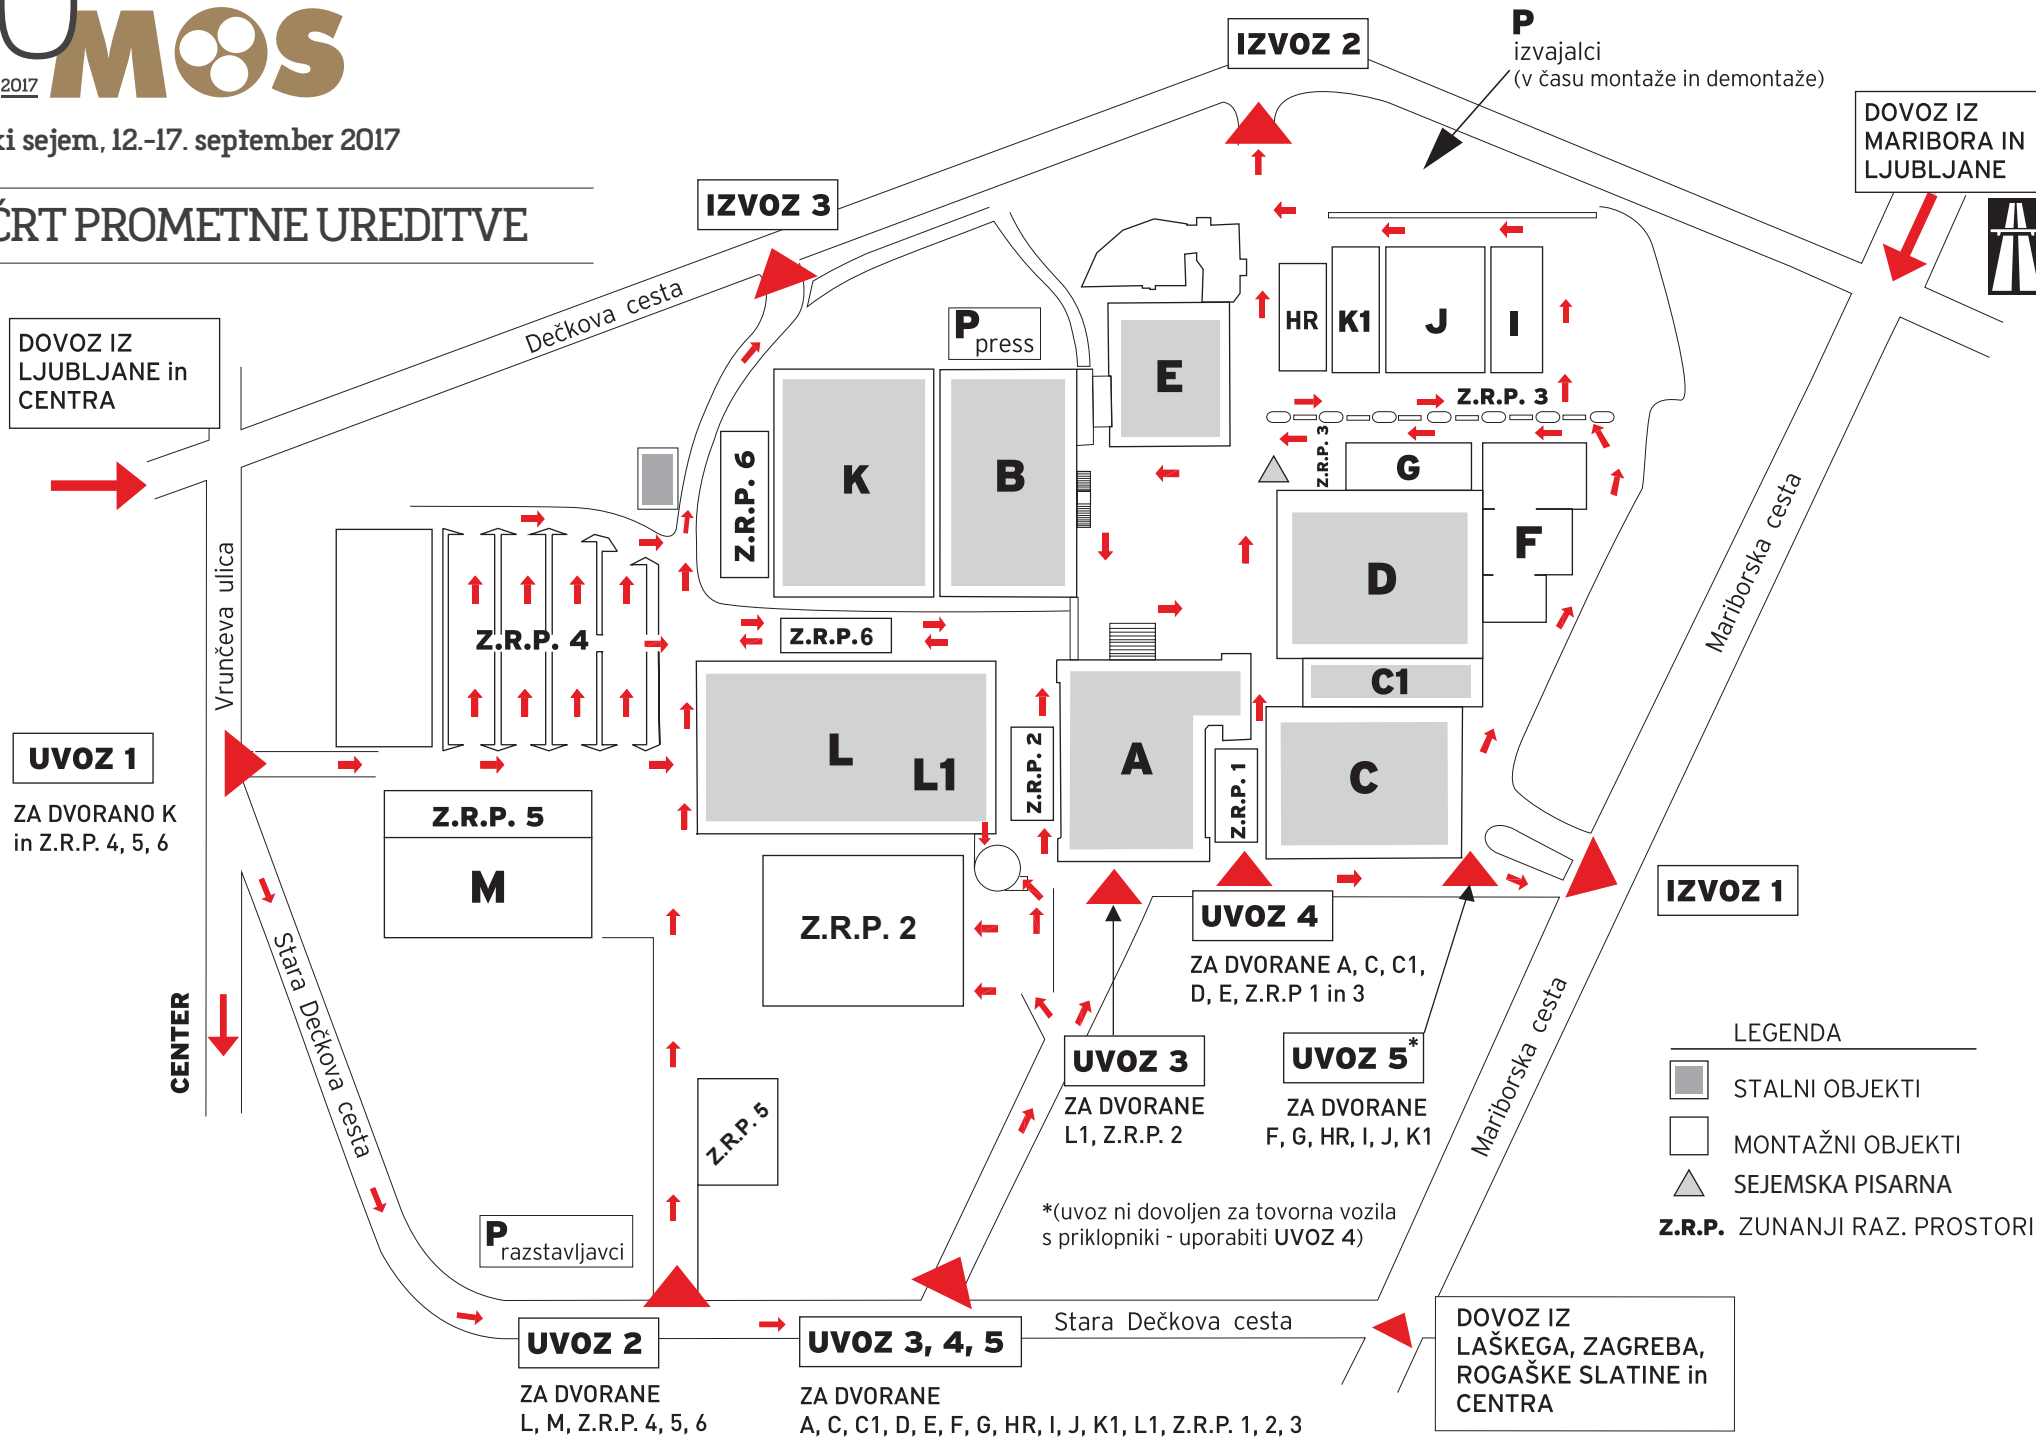 2017
MOS
ki sejem, 12.-17. september 2017
ČRT PROMETNE UREDITVE
IZVOZ 2
P
izvajalci
(v času montaže in demontaže)
DOVOZ IZ
MARIBORA IN
LJUBLJANE
IZVOZ 3
Dečkova cesta
DOVOZ IZ
LJUBLJANE in
CENTRA
P
press
HR
K1
J
I
E
Z.R.P. 3
Z.R.P. 3
G
K
B
Z.R.P. 6
F
D
Mariborska cesta
Vrunčeva ulica
Z.R.P. 4
Z.R.P.6
C1
UVOZ 1
ZA DVORANO K
in Z.R.P. 4, 5, 6
L
L1
Z.R.P. 2
A
Z.R.P. 1
C
Z.R.P. 5
M
Z.R.P. 2
IZVOZ 1
UVOZ 4
ZA DVORANE A, C, C1,
D, E, Z.R.P 1 in 3
CENTER
Stara Dečkova cesta
UVOZ 3
ZA DVORANE
L1, Z.R.P. 2
UVOZ 5*
ZA DVORANE
F, G, HR, I, J, K1
Mariborska cesta
LEGENDA
STALNI OBJEKTI
MONTAŽNI OBJEKTI
SEJEMSKA PISARNA
Z.R.P. ZUNANJI RAZ. PROSTORI
Z.R.P. 5
*(uvoz ni dovoljen za tovorna vozila
s priklopniki - uporabiti UVOZ 4)
P
razstavljavci
UVOZ 2
ZA DVORANE
L, M, Z.R.P. 4, 5, 6
UVOZ 3, 4, 5
ZA DVORANE
A, C, C1, D, E, F, G, HR, I, J, K1, L1, Z.R.P. 1, 2, 3
Stara Dečkova cesta
DOVOZ IZ
LAŠKEGA, ZAGREBA,
ROGAŠKE SLATINE in
CENTRA